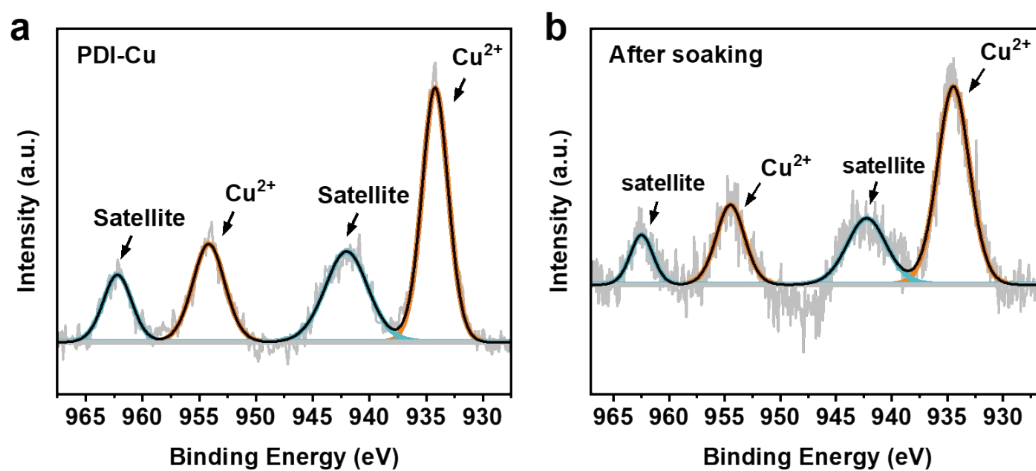 a
PDI-Cu
Cu²⁺
Satellite
Cu²⁺
Satellite
Intensity (a.u.)
965 960 955 950 945 940 935 930
Binding Energy (eV)
b
After soaking
Cu²⁺
satellite
Cu²⁺
satellite
Intensity (a.u.)
965 960 955 950 945 940 935 930
Binding Energy (eV)